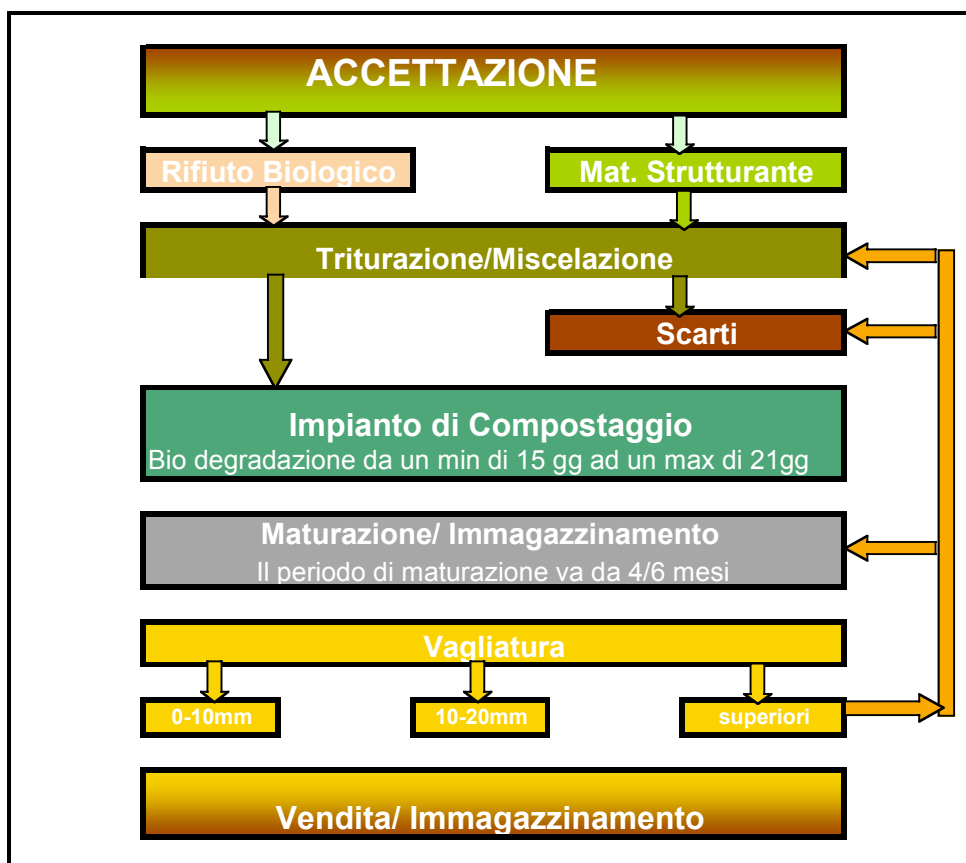 ACCETTAZIONE
Rifiuto Biologico
Mat. Strutturante
Triturazione/Miscelazione
Scarti
Impianto di Compostaggio
Bio degradazione da un min di 15 gg ad un max di 21gg
Maturazione/ Immagazzinamento
Il periodo di maturazione va da 4/6 mesi
Vagliatura
0-10mm
10-20mm
superiori
Vendita/ Immagazzinamento